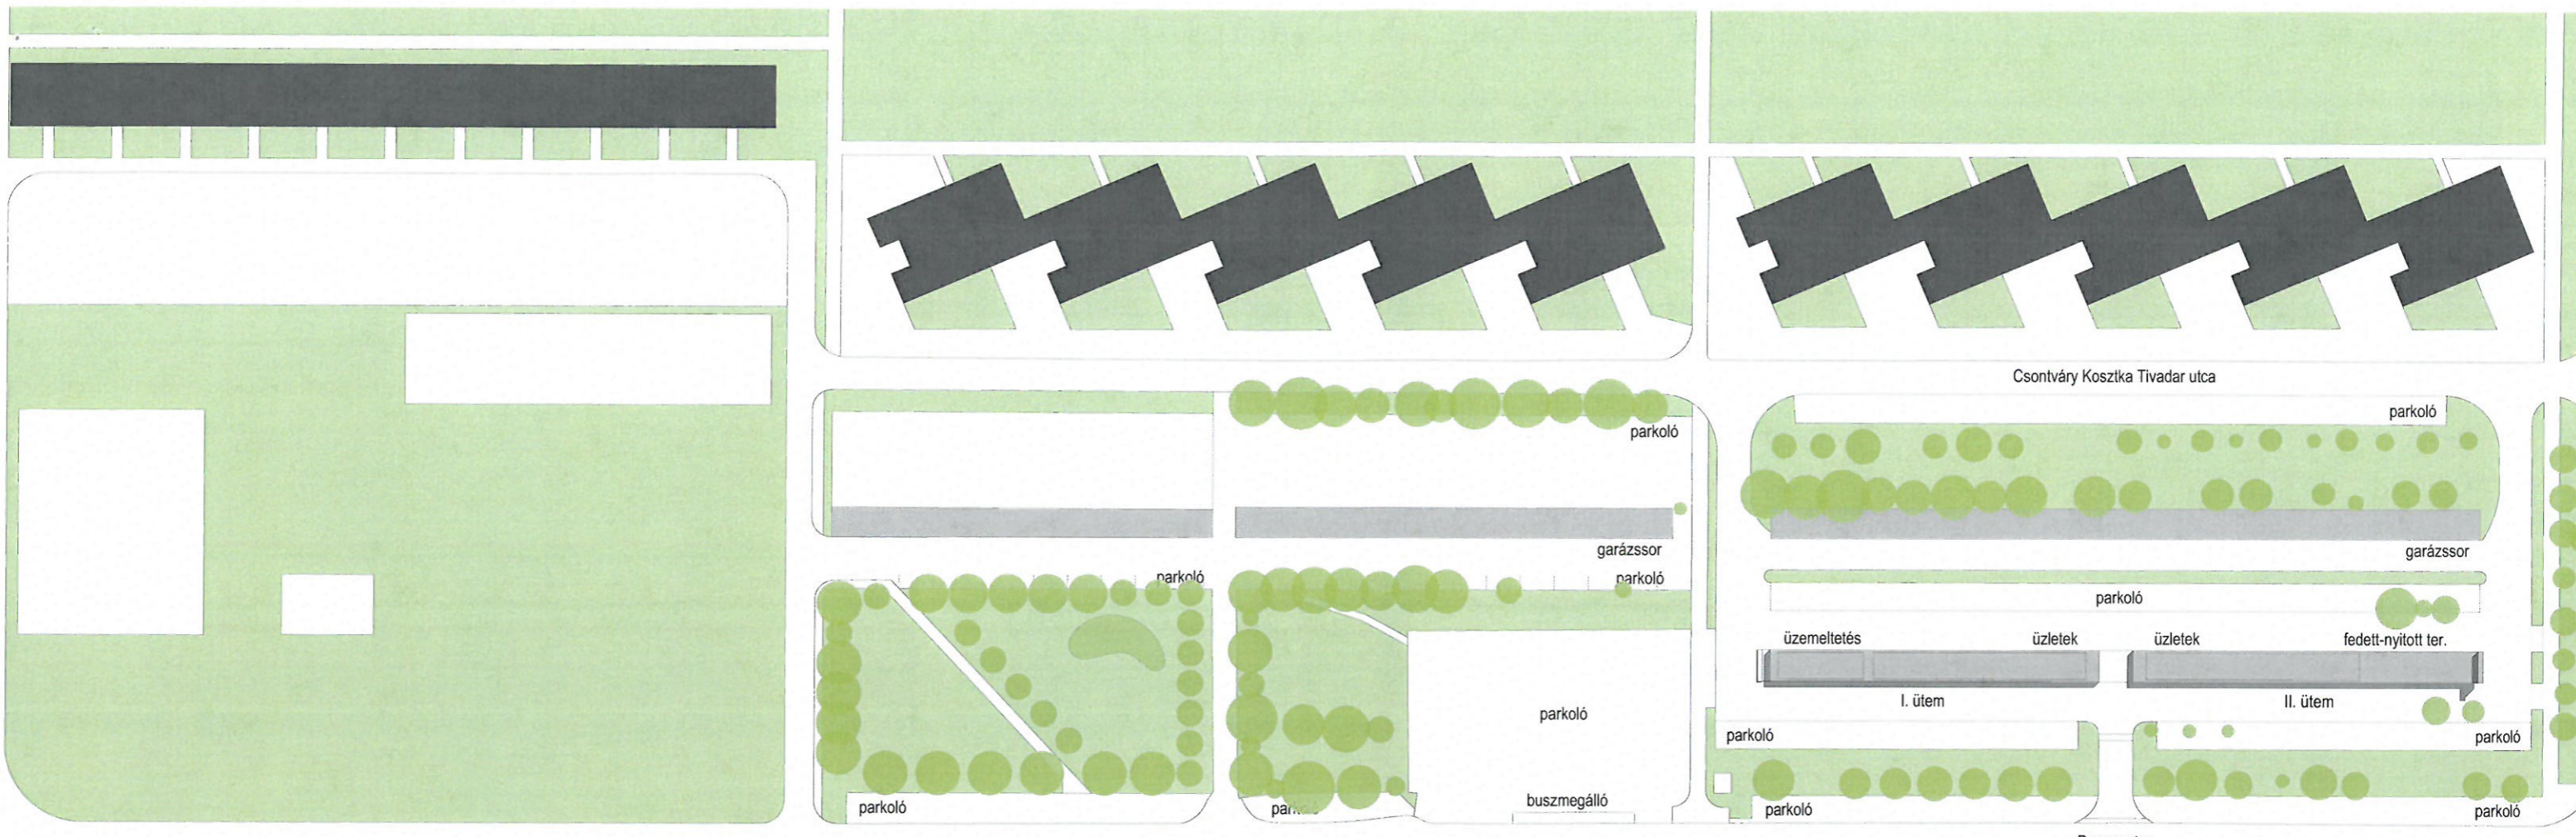 Csontváry Kosztka Tivadar utca
parkoló
parkoló
garázssor
garázssor
parkoló
parkoló
parkoló
üzemeltetés
üzletek
üzletek
fedett-nyitott ter.
I. ütem
II. ütem
parkoló
parkoló
parkoló
buszmegálló
parkoló
parkoló
parkoló